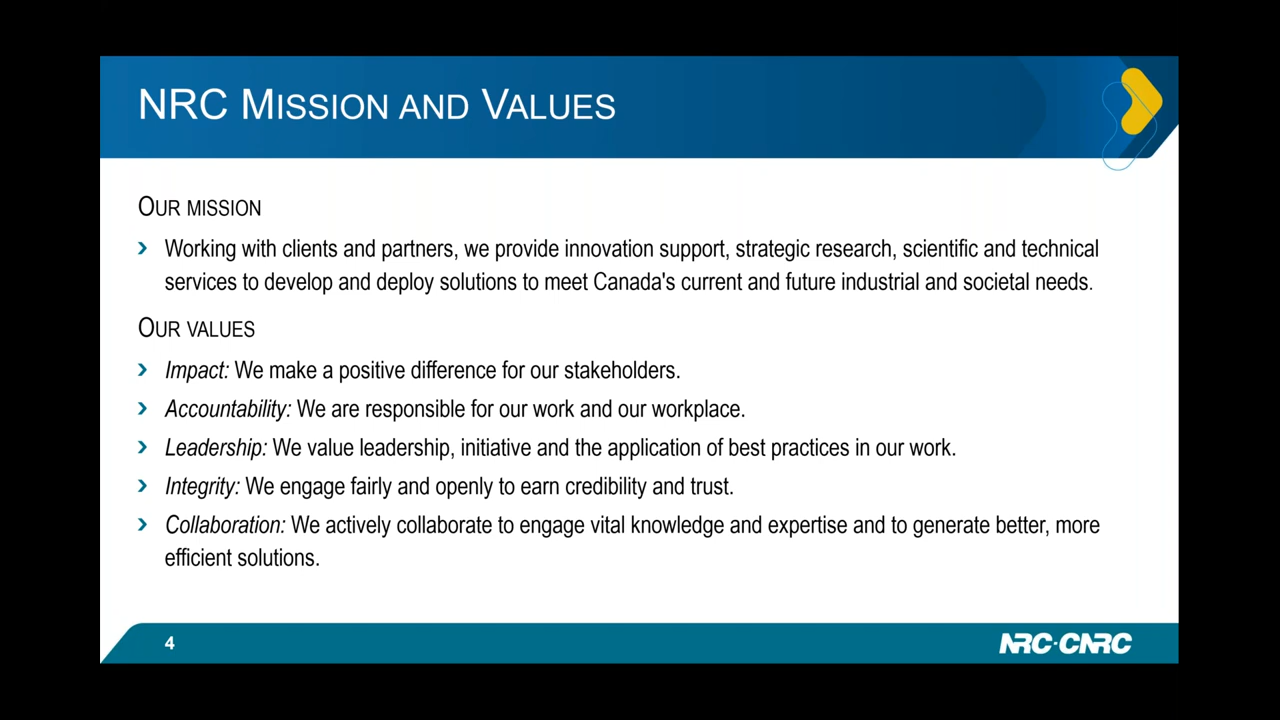 NRC Mission and Values
Our mission
› Working with clients and partners, we provide innovation support, strategic research, scientific and technical
services to develop and deploy solutions to meet Canada's current and future industrial and societal needs.
Our values
› Impact: We make a positive difference for our stakeholders.
› Accountability: We are responsible for our work and our workplace.
› Leadership: We value leadership, initiative and the application of best practices in our work.
› Integrity: We engage fairly and openly to earn credibility and trust.
› Collaboration: We actively collaborate to engage vital knowledge and expertise and to generate better, more
efficient solutions.
4
NRC·CNRC